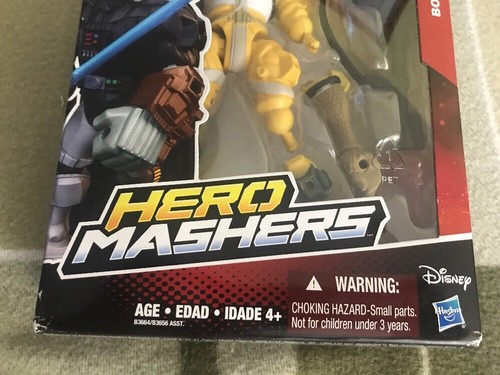 BO
HERO
MASHERS
DISNEY
WARNING:
CHOKING HAZARD-Small parts.
Not for children under 3 years.
AGE • EDAD • IDADE 4+
B3664/B3656 ASST.
Hasbro